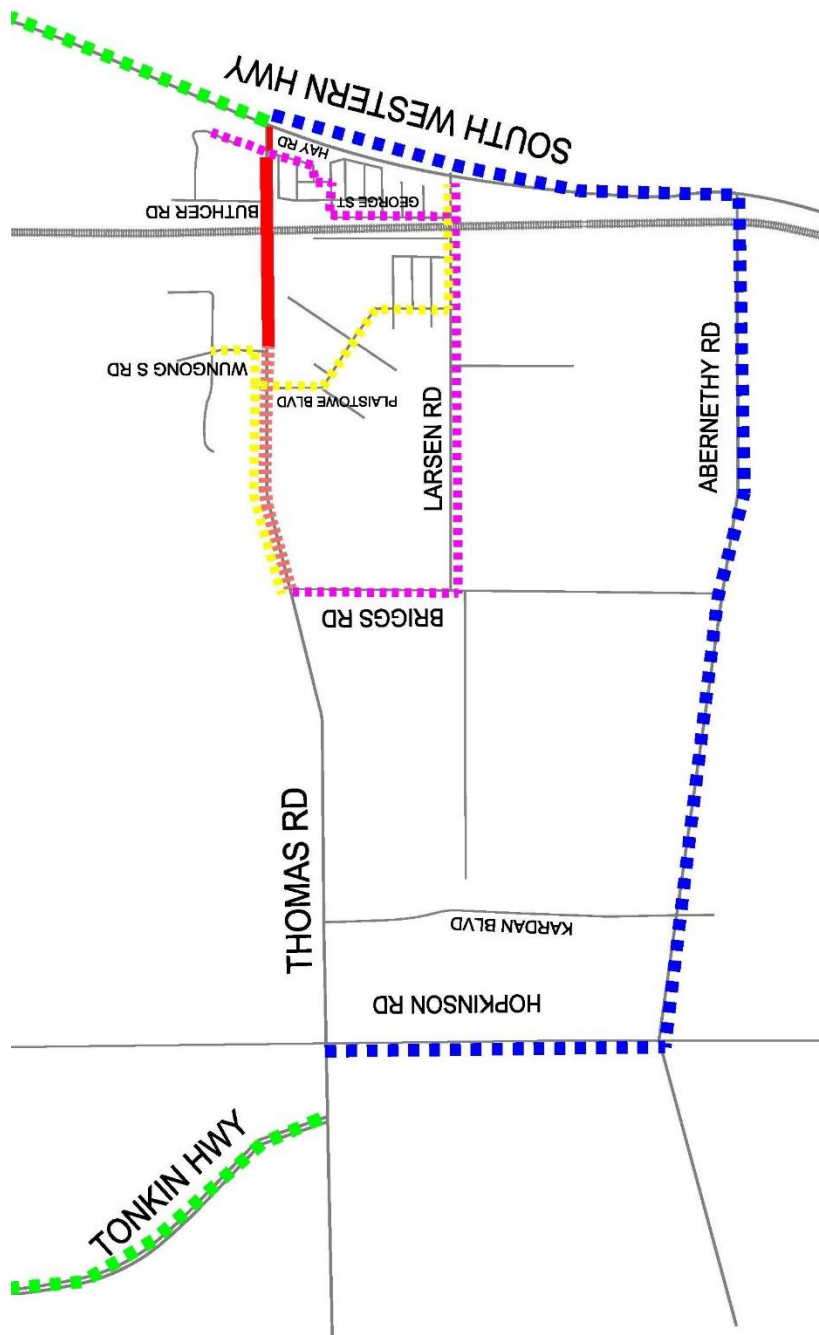 SOUTH WESTERN HWY
HAY RD
BUTHCER RD
GEORGE ST
WUNGONG S RD
PLAISTOWE BLVD
LARSEN RD
ABERNETHY RD
BRIGGS RD
THOMAS RD
KARDAN BLVD
HOPKINSON RD
TONKIN HWY